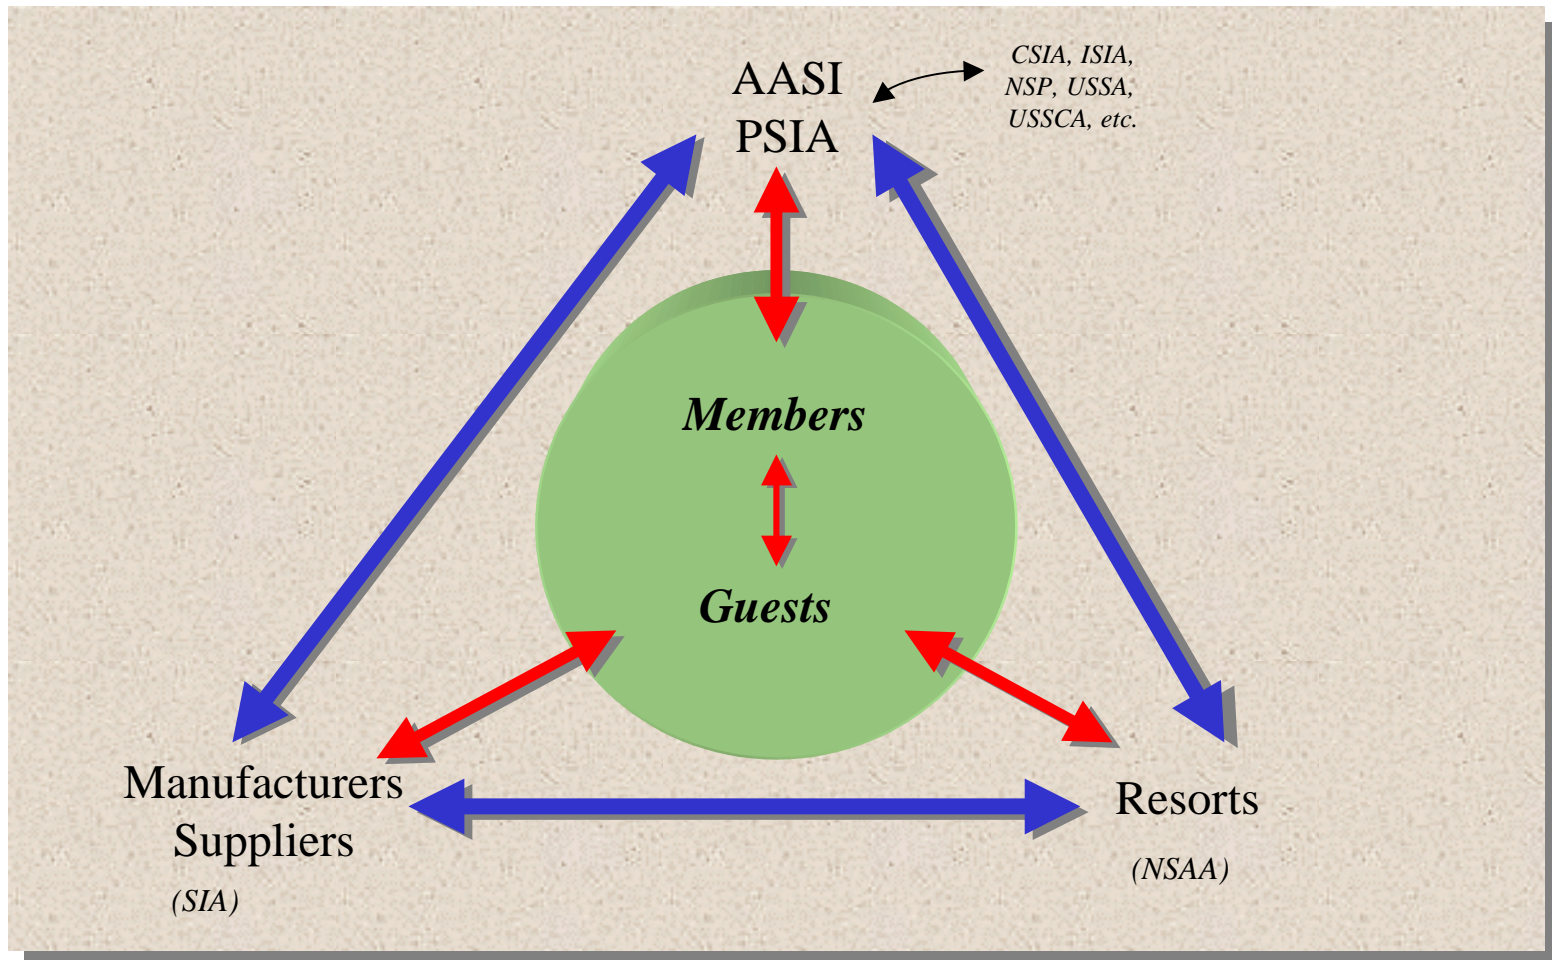 AASI
PSIA
CSIA, ISIA,
NSP, USSA,
USSCA, etc.
Members
Guests
Manufacturers
Suppliers
(SIA)
Resorts
(NSAA)